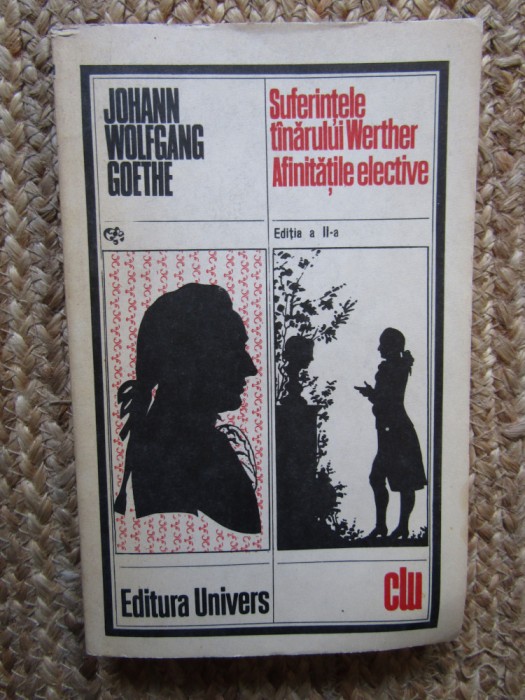 JOHANN
WOLFGANG
GOETHE
Suferințele
tînărului Werther
Afinitățile elective
Ediția a II-a
Editura Univers
clu